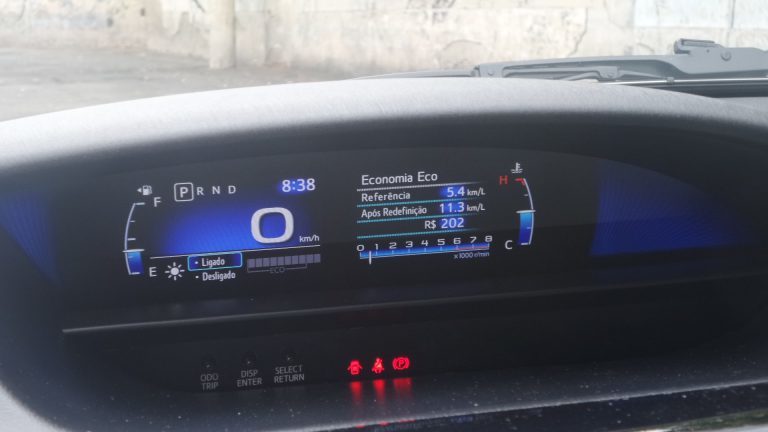 F
P R N D
8:38
0
km/h
E
Ligado
Desligado
ECO
Economia Eco
Referência 5.4 km/L
Após Redefinição 11.3 km/L
R$ 202
0 1 2 3 4 5 6 7 8
x1000 r/min
H
C
ODO
TRIP
DISP
ENTER
SELECT
RETURN
P